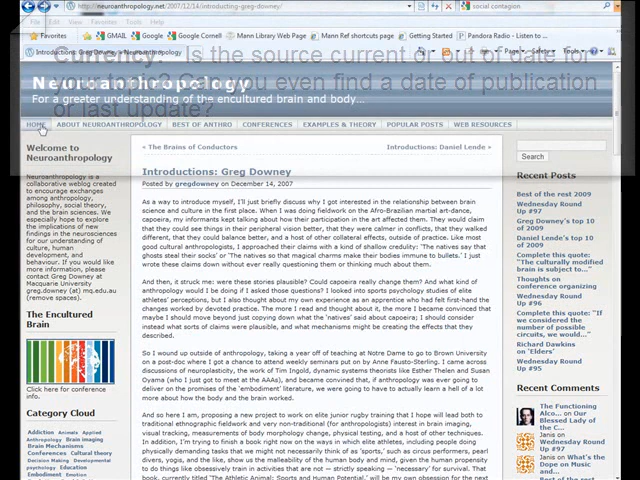 http://neuroanthropology.net/2007/12/14/introducing-greg-downey/
social contagion
File Edit View Favorites Tools Help
Favorites GMAIL Google Google Cornell Mann Library Web Page Mann Ref shortcuts page Getting Started Pandora Radio - Listen to...
Introductions: Greg Downey « Neuroanthropology
Currency: Is the source current or out of date for
your topic? Can you even find a date of publication
or last update?
Neuroanthropology
For a greater understanding of the encultured brain and body...
HOME ABOUT NEUROANTHROPOLOGY BEST OF ANTHRO CONFERENCES EXAMPLES & THEORY POPULAR POSTS WEB RESOURCES
Welcome to
Neuroanthropology
Neuroanthropology is a
collaborative weblog created
to encourage exchanges
among anthropology,
philosophy, social theory,
and the brain sciences. We
especially hope to explore
the implications of new
findings in the neurosciences
for our understanding of
culture, human
development, and
behaviour. If you would like
more information, please
contact Greg Downey at
Macquarie University
greg.downey (at) mq.edu.au
(remove spaces).
The Encultured
Brain
Click here for conference
info.
Category Cloud
Addiction Animals Applied
Anthropology Brain imaging
Brain Mechanisms
Conferences Cultural theory
Decision Making Developmental
psychology Education
Embodiment Emotion
« The Brains of Conductors
Introductions: Daniel Lende »
Introductions: Greg Downey
Posted by gregdowney on December 14, 2007
As a way to introduce myself, I'll just briefly discuss why I got interested in the relationship between brain
science and culture in the first place. When I was doing fieldwork on the Afro-Brazilian martial art-dance,
capoeira, my informants kept talking about how their participation in the art affected them. They would claim
that they could see things in their peripheral vision better, that they were calmer in conflicts, that they walked
different, that they could balance better, and a host of other collateral effects, outside of practice. Like most
good cultural anthropologists, I approached their claims with a kind of shallow credulity: 'The natives say that
ghosts steal their socks' or 'The natives so that magical charms make their bodies immune to bullets.' I just
wrote these claims down without ever really questioning them or thinking much about them.
And then, it struck me: were these stories plausible? Could capoeira really change them? And what kind of
anthropology would I be doing if I asked those questions? I looked into sports psychology studies of elite
athletes' perceptions, but I also thought about my own experience as an apprentice who had felt first-hand the
changes worked by devoted practice. The more I read and thought about it, the more I became convinced that
maybe I should move beyond just copying down what the 'natives' said about capoeira; I should consider
instead what sorts of claims were plausible, and what mechanisms might be creating the effects that they
described.
So I wound up outside of anthropology, taking a year off of teaching at Notre Dame to go to Brown University
on a post-doc where I got a chance to attend weekly seminars put on by Anne Fausto-Sterling. I came across
discussions of neuroplasticity, the work of Tim Ingold, dynamic systems theorists like Esther Thelen and Susan
Oyama (who I just got to meet at the AAAs), and became convinced that, if anthropology was ever going to
deliver on the promises of the 'embodiment' literature, we were going to have to actually learn a hell of a lot
more about how the body and the brain worked.
And so here I am, proposing a new project to work on elite junior rugby training that I hope will lead both to
traditional ethnographic fieldwork and very non-traditional (for anthropologists) interest in brain imaging,
visual tracking, measurements of body morphology change, physical testing, and a host of other techniques.
In addition, I'm trying to finish a book right now on the ways in which elite athletes, including people doing
physically demanding tasks that we might not necessarily think of as 'sports,' such as circus performers, pearl
divers, yogis, and the like, show us the malleability of the human body and mind, how, given the human propensity
to do things like obsessively train in activities that are not — strictly speaking — 'necessary' for survival. That
book, currently titled 'The Athletic Animal: Sports and Human Potential,' will be my own obsession for the next
Search
Recent Posts
Best of the rest 2009
Wednesday Round
Up #97
Greg Downey's top 10
of 2009
Daniel Lende's top 10
of 2009
Complete this quote:
"The culturally modified
brain is subject to..."
Thoughts on
conference organizing
Wednesday Round
Up #96
Complete this quote: "If
we considered the
number of possible
circuits, we would..."
Richard Dawkins
on 'Elders'
Wednesday Round
Up #95
Recent Comments
The Functioning
Alco... on Our
Blessed Lady of
the C...
Janis on
Wednesday Round
Up #97
Janis on What's the
Dope on Music
and...